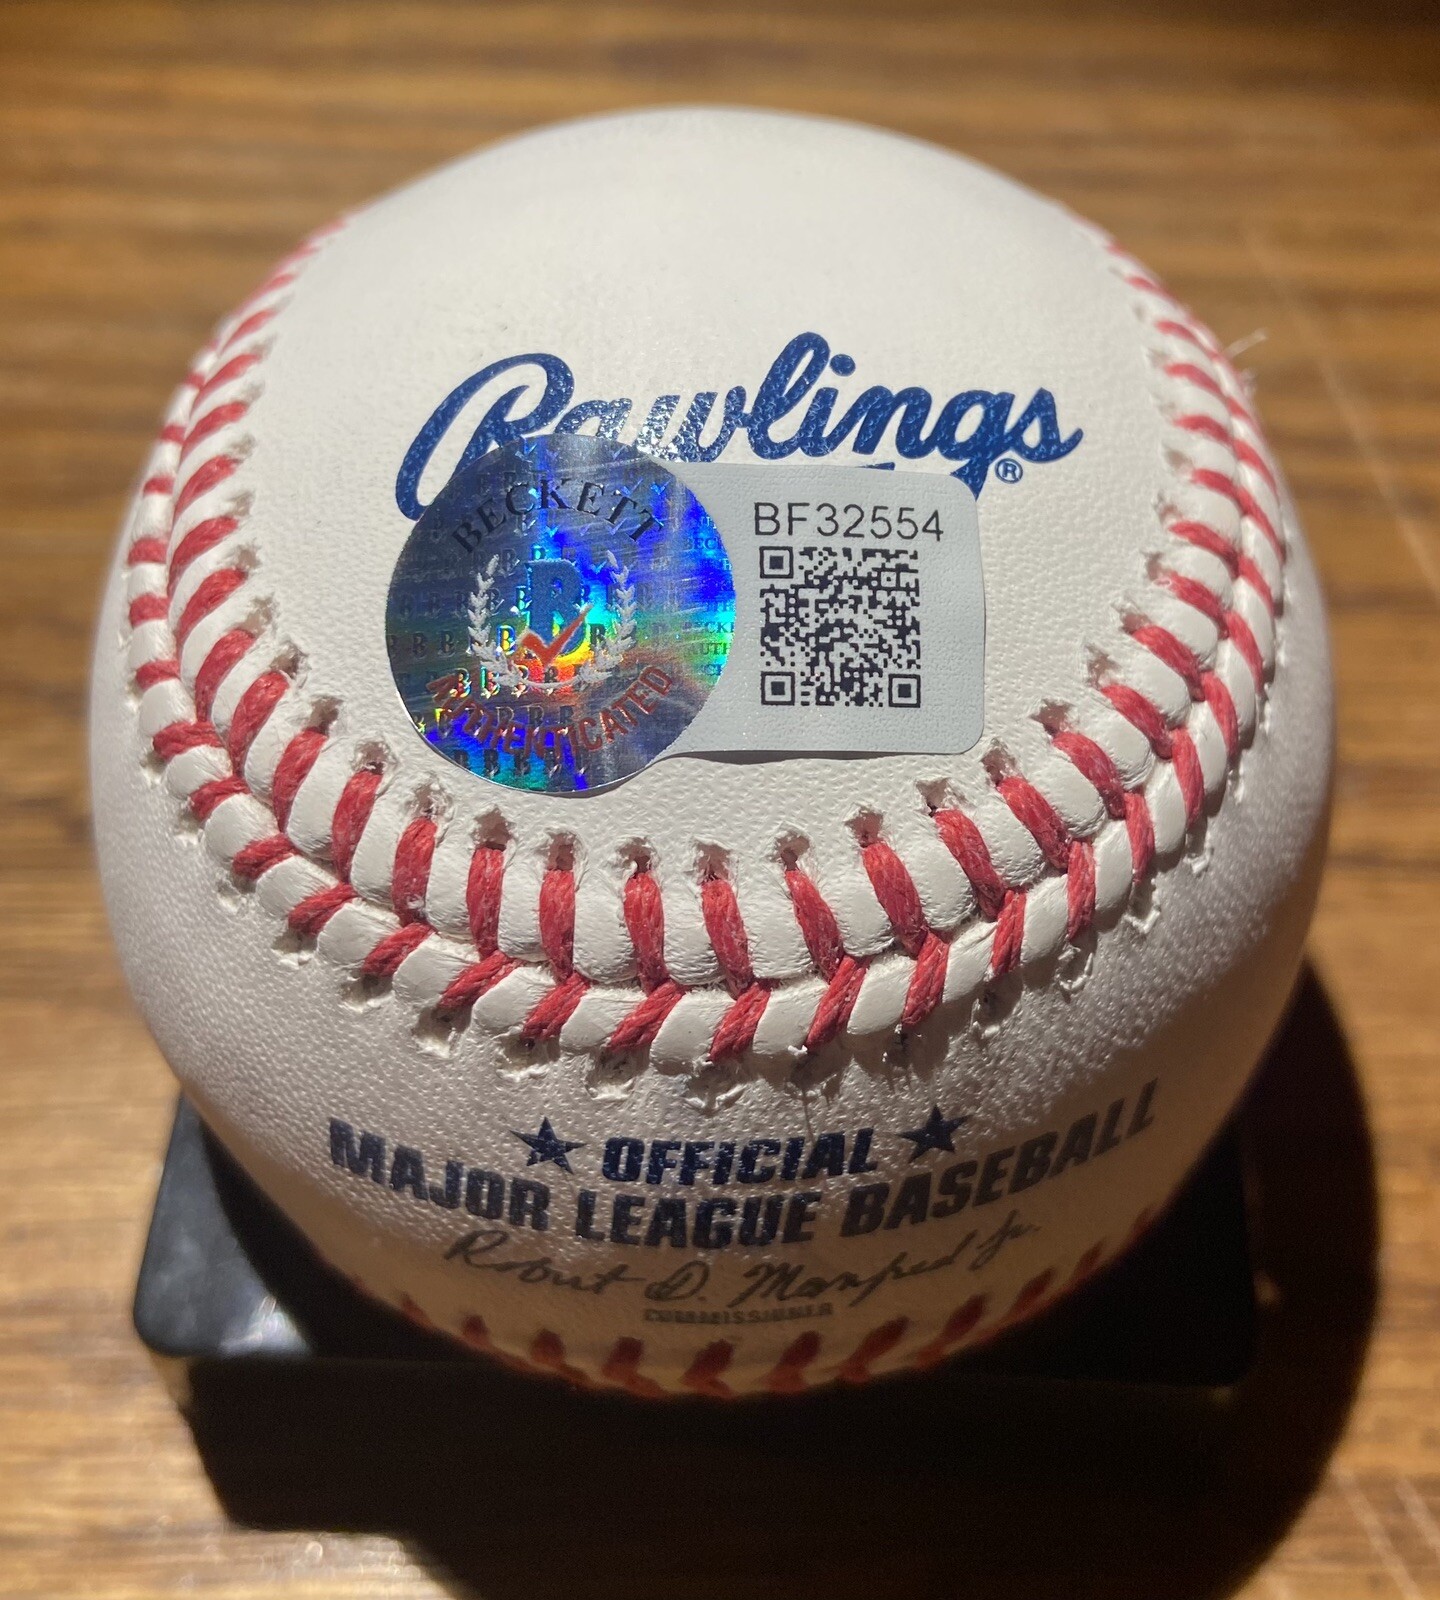 Rawlings®
BECKETT
BF32554
B
AUTHENTICATED
★ OFFICIAL ★
MAJOR LEAGUE BASEBALL
Robert D. Manfred Jr.
COMMISSIONER